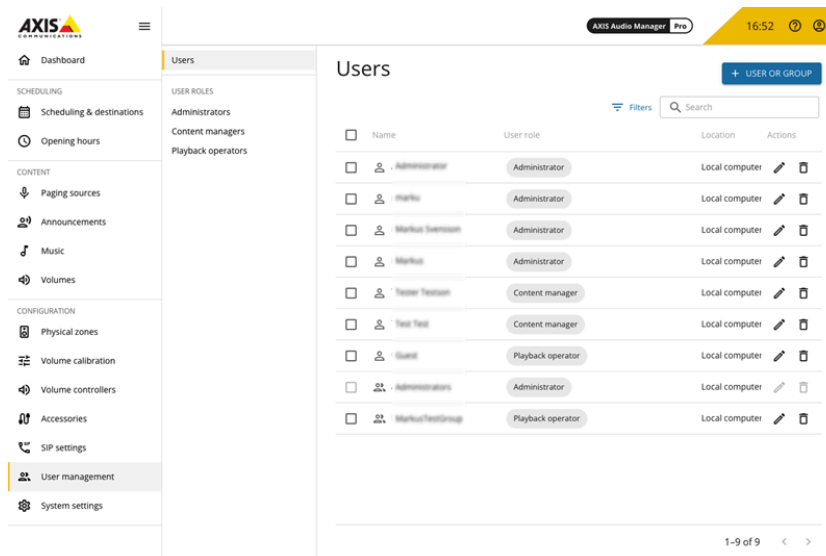 AXIS
COMMUNICATIONS
AXIS Audio Manager Pro
16:52
Dashboard
SCHEDULING
Scheduling & destinations
Opening hours
CONTENT
Paging sources
Announcements
Music
Volumes
CONFIGURATION
Physical zones
Volume calibration
Volume controllers
Accessories
SIP settings
User management
System settings
Users
USER ROLES
Administrators
Content managers
Playback operators
Users
+ USER OR GROUP
Filters
Search
Name User role Location Actions
Administrator Local computer
Administrator Local computer
Administrator Local computer
Administrator Local computer
Content manager Local computer
Content manager Local computer
Playback operator Local computer
Administrator Local computer
Playback operator Local computer
1–9 of 9